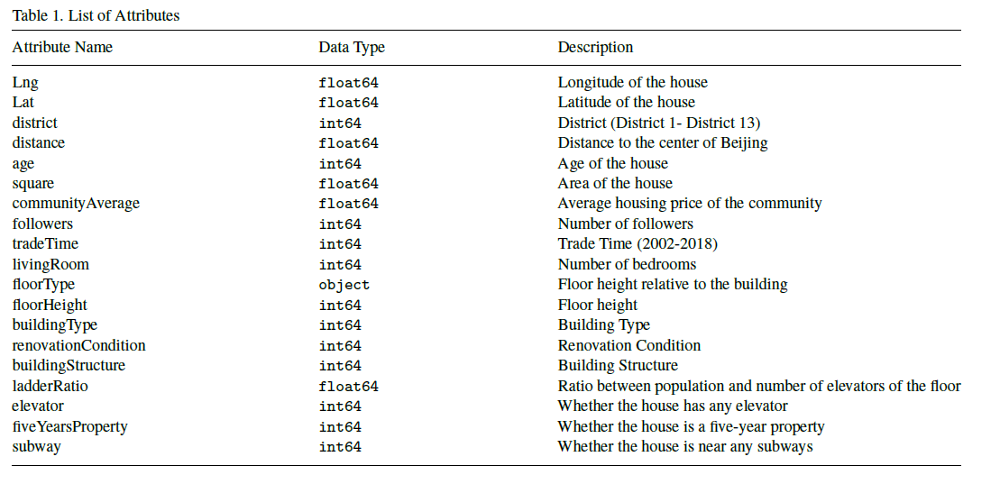 Table 1. List of Attributes
Attribute Name Data Type Description
Lng float64 Longitude of the house
Lat float64 Latitude of the house
district int64 District (District 1- District 13)
distance float64 Distance to the center of Beijing
age int64 Age of the house
square float64 Area of the house
communityAverage float64 Average housing price of the community
followers int64 Number of followers
tradeTime int64 Trade Time (2002-2018)
livingRoom int64 Number of bedrooms
floorType object Floor height relative to the building
floorHeight int64 Floor height
buildingType int64 Building Type
renovationCondition int64 Renovation Condition
buildingStructure int64 Building Structure
ladderRatio float64 Ratio between population and number of elevators of the floor
elevator int64 Whether the house has any elevator
fiveYearsProperty int64 Whether the house is a five-year property
subway int64 Whether the house is near any subways